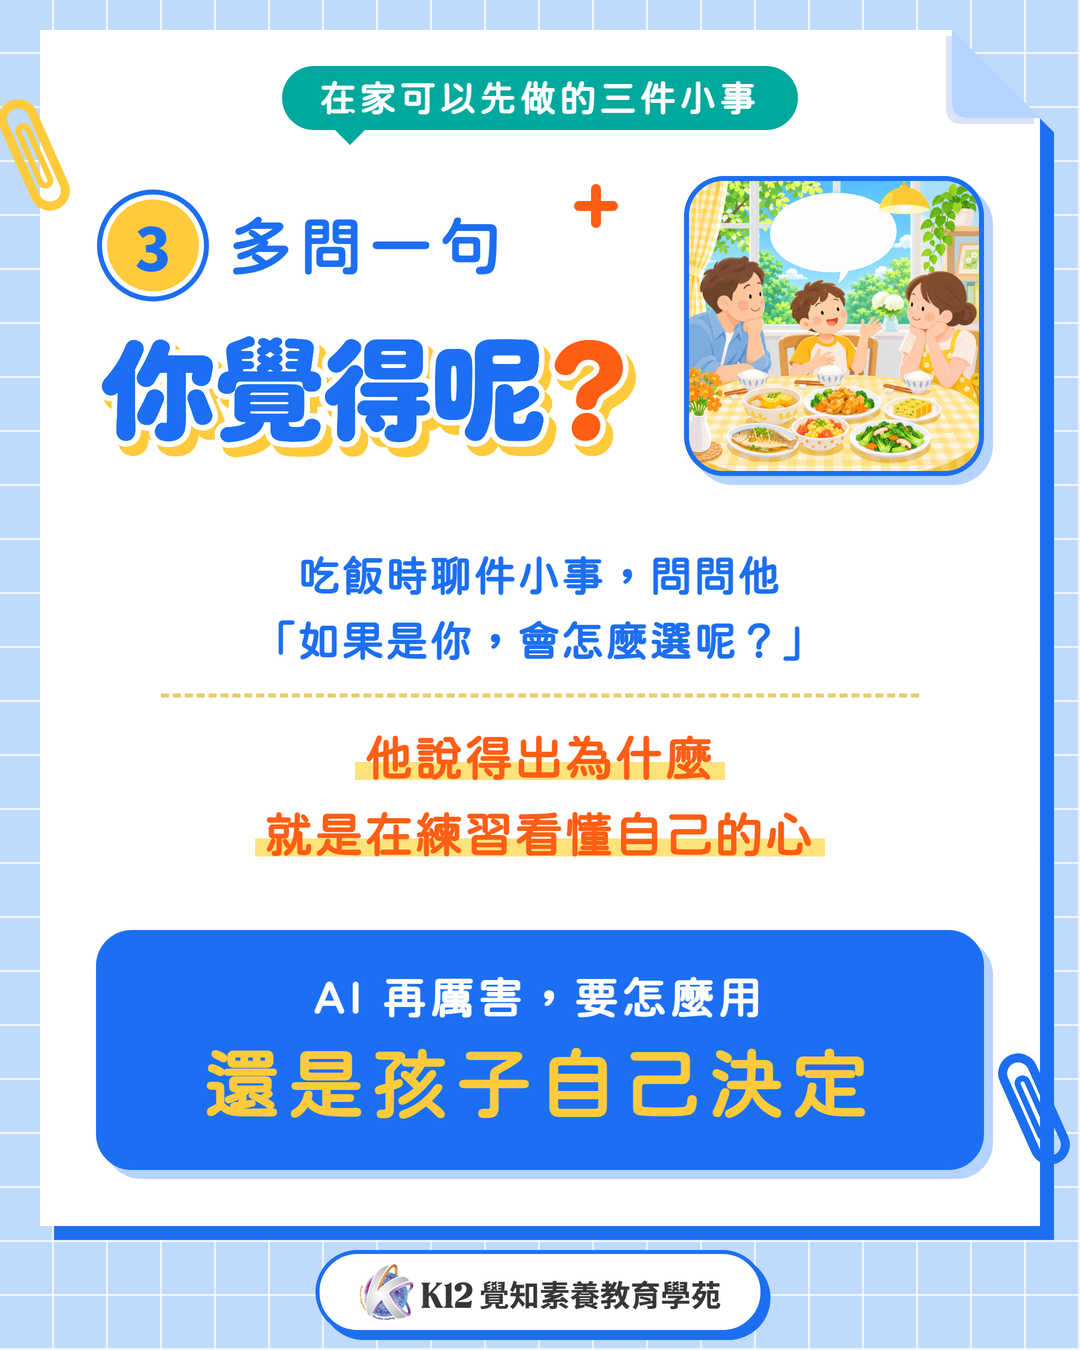 在家可以先做的三件小事
3 多問一句
你覺得呢?
吃飯時聊件小事，問問他
「如果是你，會怎麼選呢？」
他說得出為什麼
就是在練習看懂自己的心
AI 再厲害，要怎麼用
還是孩子自己決定
K12 覺知素養教育學苑